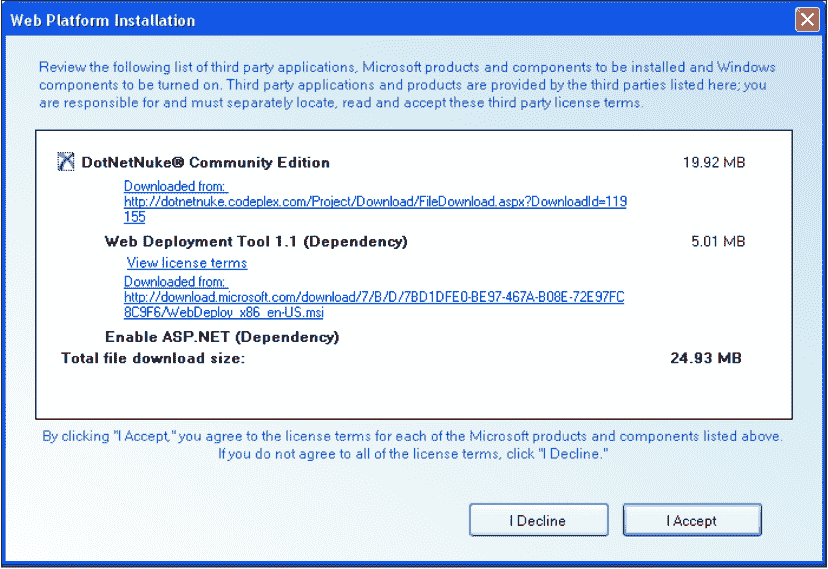 Web Platform Installation
Review the following list of third party applications, Microsoft products and components to be installed and Windows
components to be turned on. Third party applications and products are provided by the third parties listed here; you
are responsible for and must separately locate, read and accept these third party license terms.
DotNetNuke® Community Edition 19.92 MB
Downloaded from:
http://dotnetnuke.codeplex.com/Project/Download/FileDownload.aspx?DownloadId=119
155
Web Deployment Tool 1.1 (Dependency) 5.01 MB
View license terms
Downloaded from:
http://download.microsoft.com/download/7/B/D/7BD1DFE0-BE97-467A-B08E-72E97FC
8C9F6/WebDeploy_x86_en-US.msi
Enable ASP.NET (Dependency)
Total file download size: 24.93 MB
By clicking "I Accept," you agree to the license terms for each of the Microsoft products and components listed above.
If you do not agree to all of the license terms, click "I Decline."
I Decline I Accept